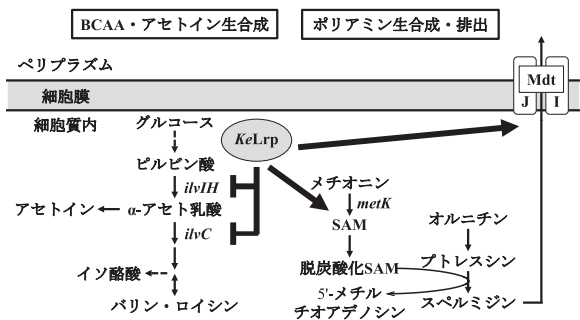 BCAA・アセトイン生合成
ポリアミン生合成・排出
ペリプラズム
Mdt
J I
細胞膜
細胞質内
グルコース
KeLrp
ピルビン酸
ilvIH
メチオニン
metK
アセトイン
α-アセト乳酸
SAM
オルニチン
ilvC
脱炭酸化SAM
プトレスシン
イソ酪酸
5'-メチル
チオアデノシン
スペルミジン
バリン・ロイシン